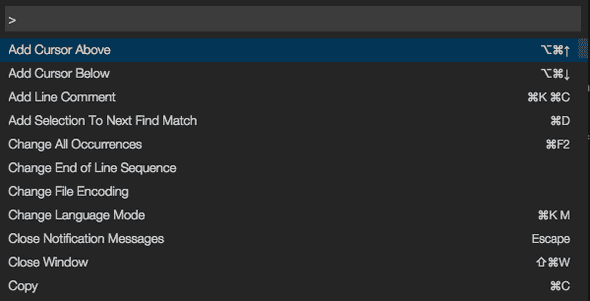 >
Add Cursor Above ⌥⌘↑
Add Cursor Below ⌥⌘↓
Add Line Comment ⌘K ⌘C
Add Selection To Next Find Match ⌘D
Change All Occurrences ⌘F2
Change End of Line Sequence
Change File Encoding
Change Language Mode ⌘K M
Close Notification Messages Escape
Close Window ⇧⌘W
Copy ⌘C